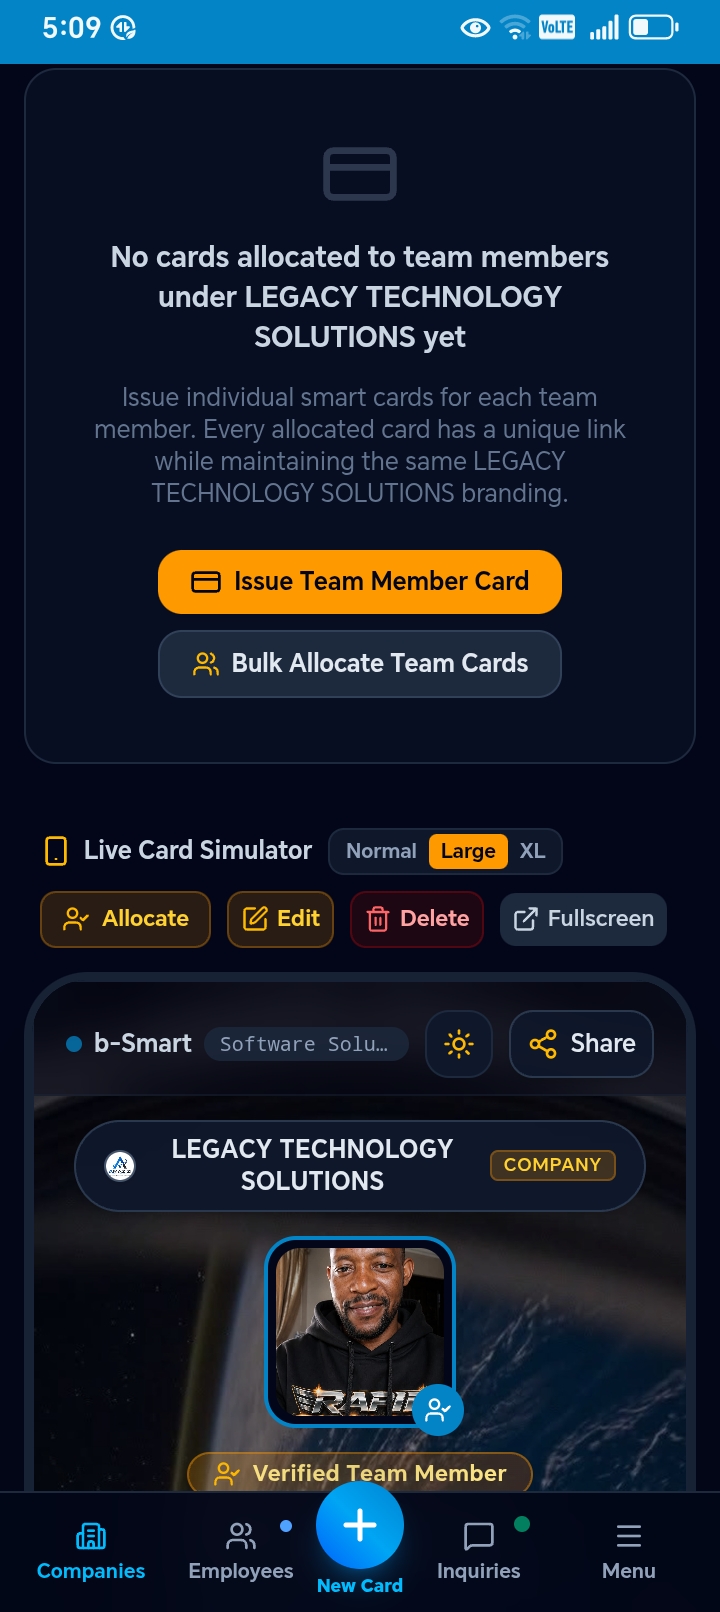 5:09
VoLTE
No cards allocated to team members
under LEGACY TECHNOLOGY
SOLUTIONS yet
Issue individual smart cards for each team
member. Every allocated card has a unique link
while maintaining the same LEGACY
TECHNOLOGY SOLUTIONS branding.
Issue Team Member Card
Bulk Allocate Team Cards
Live Card Simulator Normal Large XL
Allocate Edit Delete Fullscreen
b-Smart Software Solu… Share
LEGACY TECHNOLOGY
SOLUTIONS
COMPANY
Verified Team Member
Companies Employees New Card Inquiries Menu